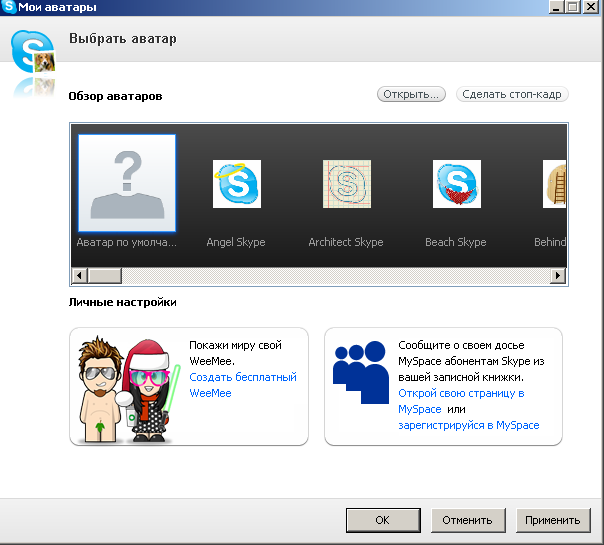 Мои аватары
Выбрать аватар
Обзор аватаров
Открыть...
Сделать стоп-кадр
?
Аватар по умолча...
Angel Skype
Architect Skype
Beach Skype
Behind
Личные настройки
Покажи миру свой
WeeMee.
Создать бесплатный
WeeMee
Сообщите о своем досье
MySpace абонентам Skype из
вашей записной книжки.
Открой свою страницу в
MySpace или
зарегистрируйся в MySpace
OK
Отменить
Применить